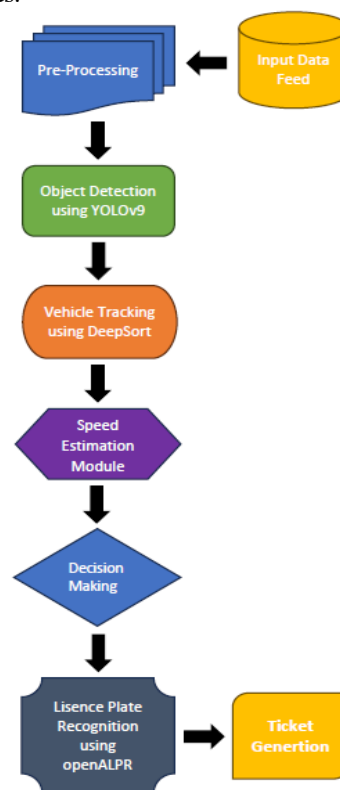 Pre-Processing
Input Data
Feed
Object Detection
using YOLOv9
Vehicle Tracking
using DeepSort
Speed
Estimation
Module
Decision
Making
Lisence Plate
Recognition
using
openALPR
Ticket
Genertion